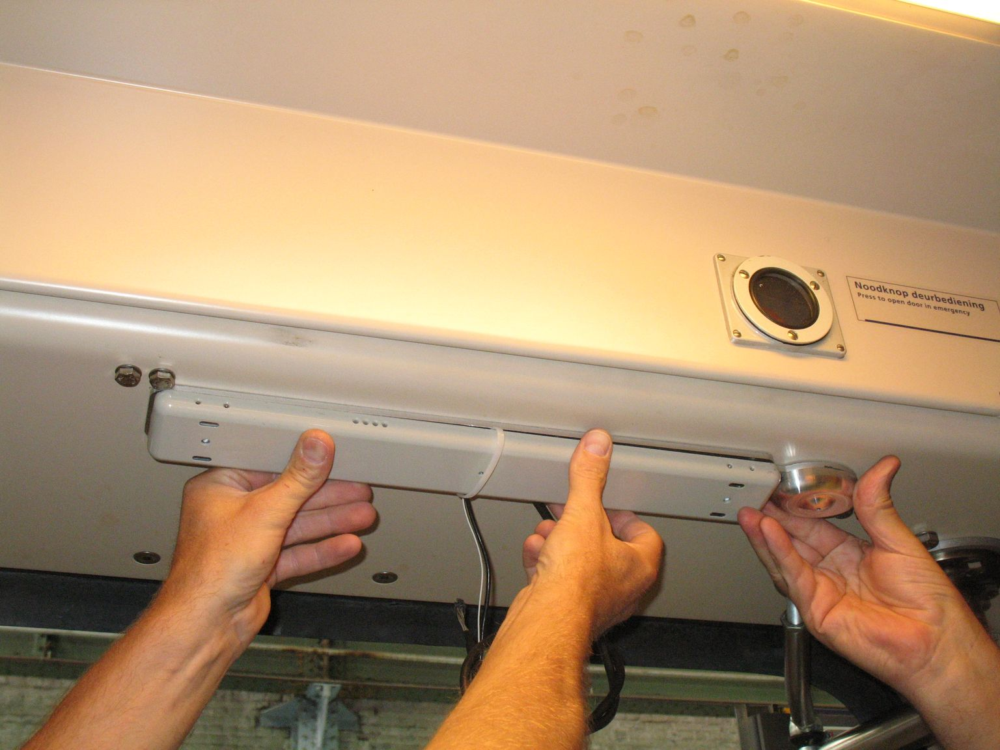 Noodknop deurbediening
Press to open door in emergency